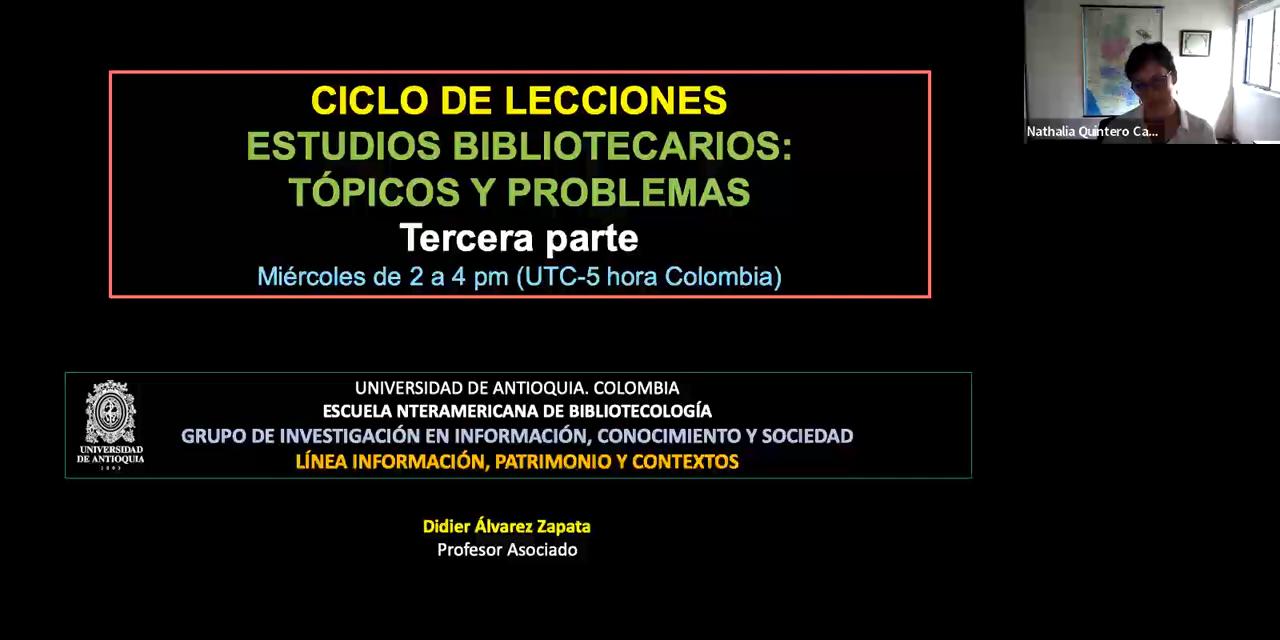 CICLO DE LECCIONES
ESTUDIOS BIBLIOTECARIOS:
TÓPICOS Y PROBLEMAS
Tercera parte
Miércoles de 2 a 4 pm (UTC-5 hora Colombia)
Nathalia Quintero Ca...
UNIVERSIDAD DE ANTIOQUIA. COLOMBIA
ESCUELA NTERAMERICANA DE BIBLIOTECOLOGÍA
GRUPO DE INVESTIGACIÓN EN INFORMACIÓN, CONOCIMIENTO Y SOCIEDAD
LÍNEA INFORMACIÓN, PATRIMONIO Y CONTEXTOS
UNIVERSIDAD
DE ANTIOQUIA
1803
Didier Álvarez Zapata
Profesor Asociado